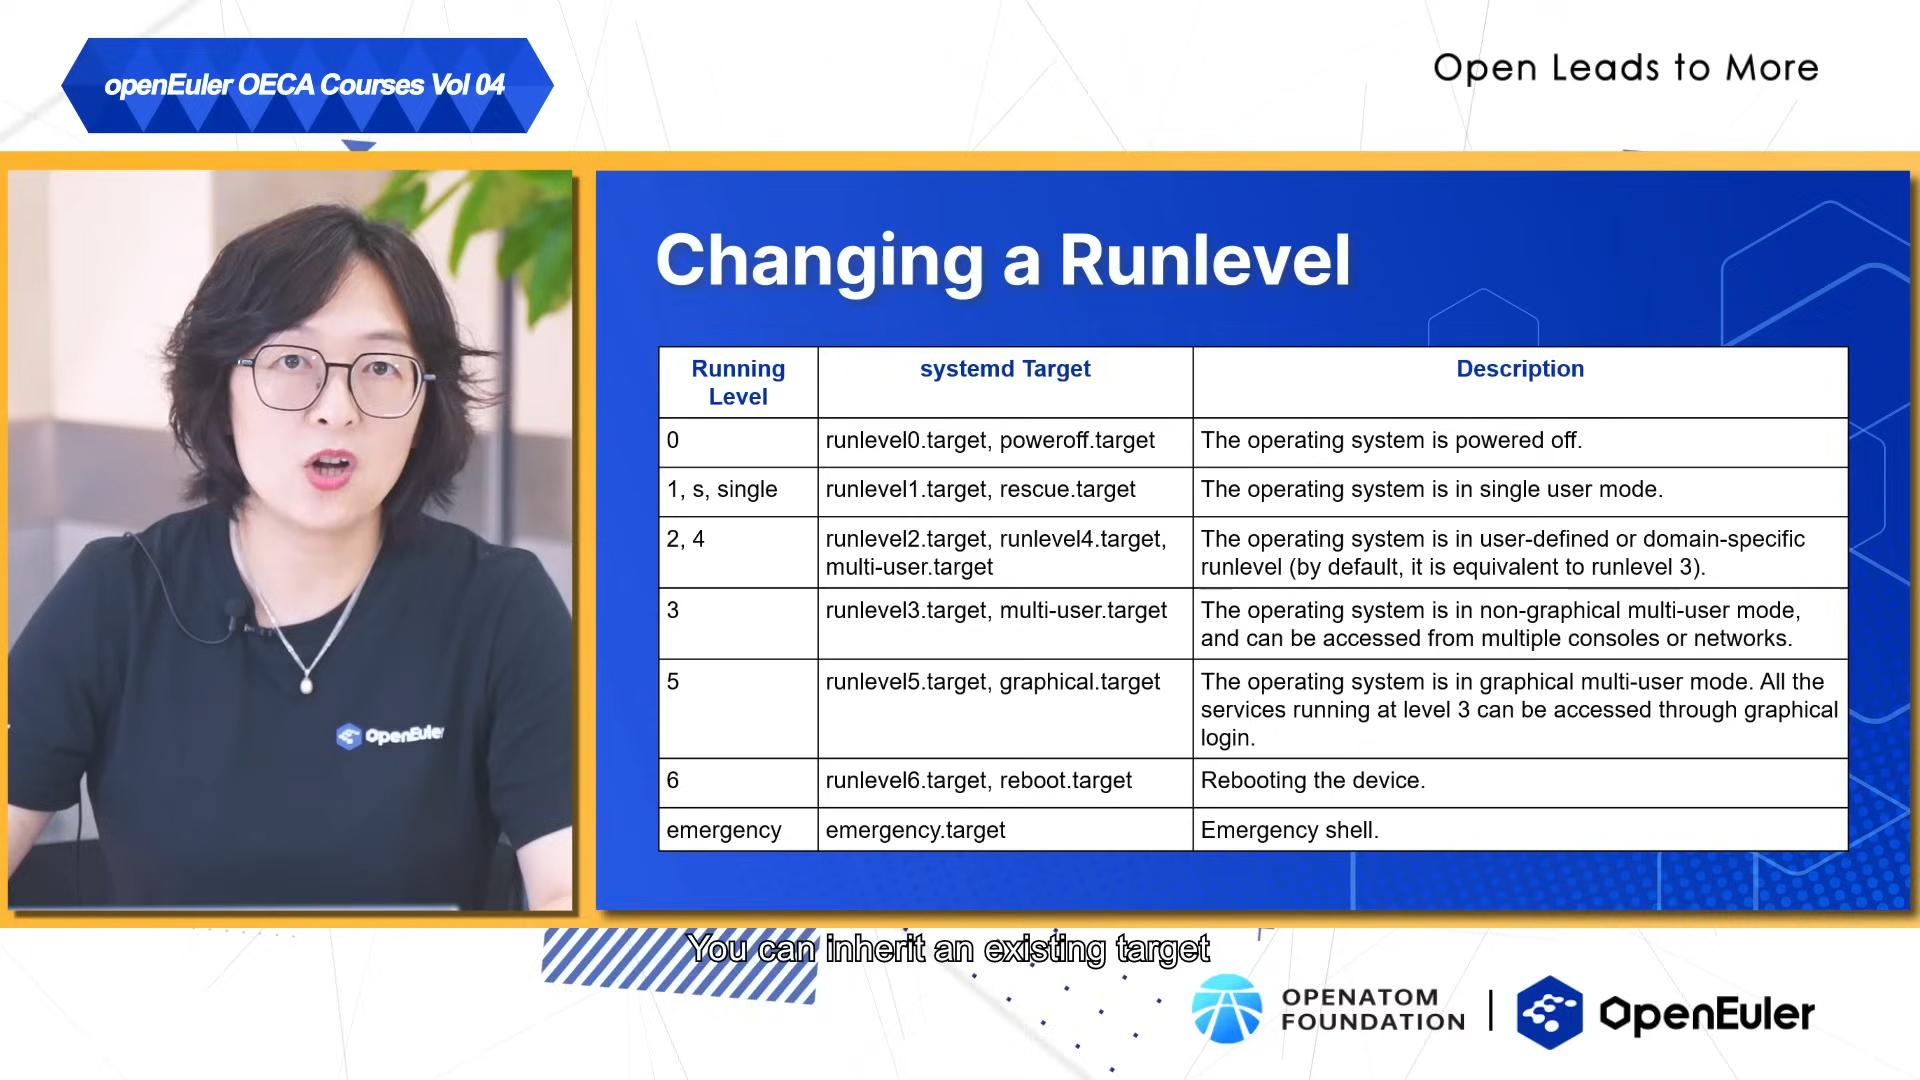 openEuler OECA Courses Vol 04
Open Leads to More
Changing a Runlevel
Running Level
systemd Target
Description
0
runlevel0.target, poweroff.target
The operating system is powered off.
1, s, single
runlevel1.target, rescue.target
The operating system is in single user mode.
2, 4
runlevel2.target, runlevel4.target,
multi-user.target
The operating system is in user-defined or domain-specific
runlevel (by default, it is equivalent to runlevel 3).
3
runlevel3.target, multi-user.target
The operating system is in non-graphical multi-user mode,
and can be accessed from multiple consoles or networks.
5
runlevel5.target, graphical.target
The operating system is in graphical multi-user mode. All the
services running at level 3 can be accessed through graphical
login.
6
runlevel6.target, reboot.target
Rebooting the device.
emergency
emergency.target
Emergency shell.
OpenEuler
You can inherit an existing target
OPENATOM
FOUNDATION
OpenEuler